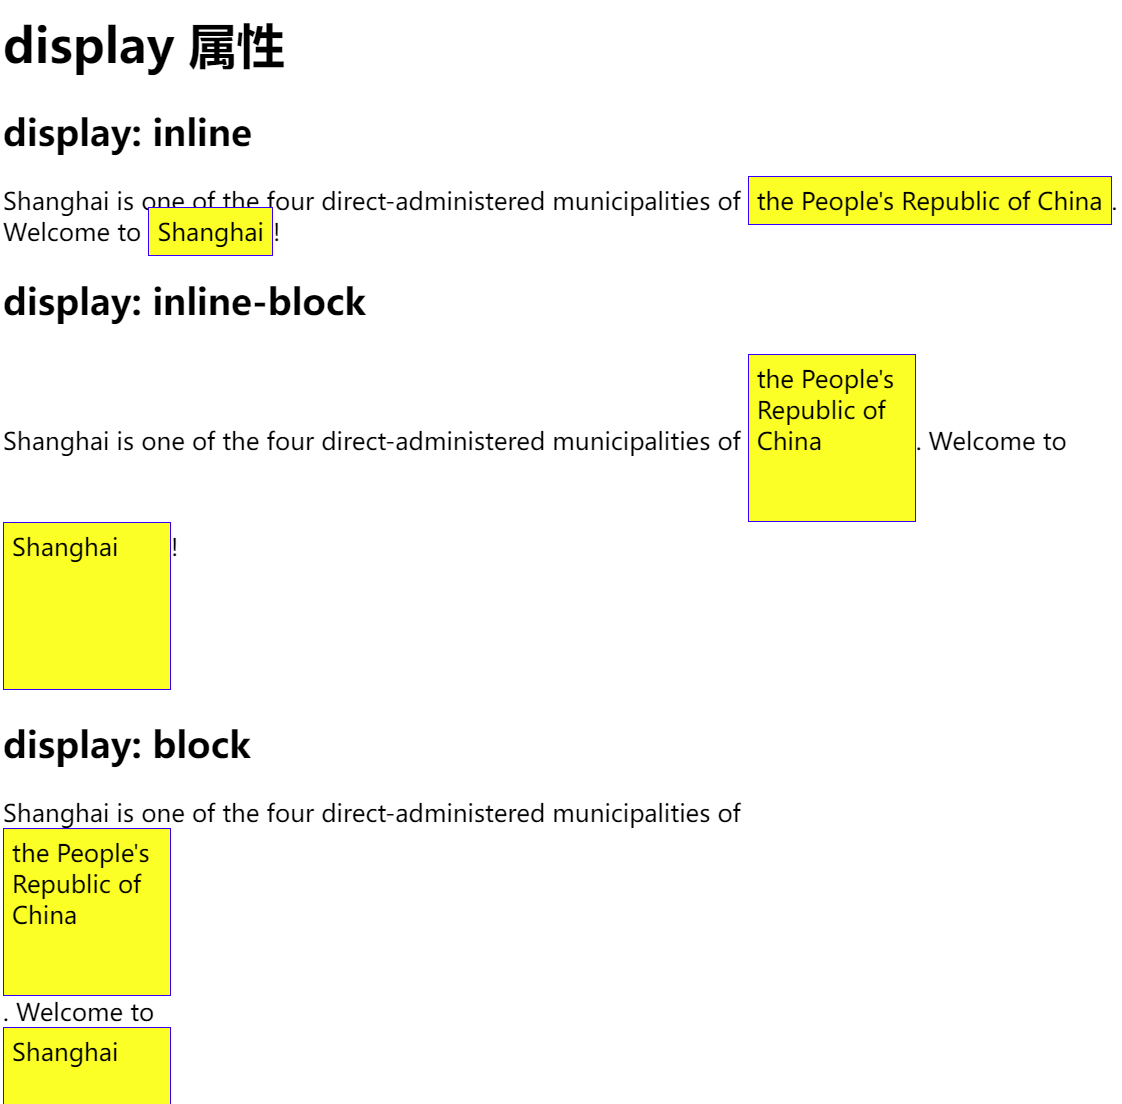 display 属性
display: inline
Shanghai is one of the four direct-administered municipalities of the People's Republic of China.
Welcome to Shanghai!
display: inline-block
the People's
Republic of
Shanghai is one of the four direct-administered municipalities of China. Welcome to
Shanghai!
display: block
Shanghai is one of the four direct-administered municipalities of
the People's
Republic of
China
. Welcome to
Shanghai